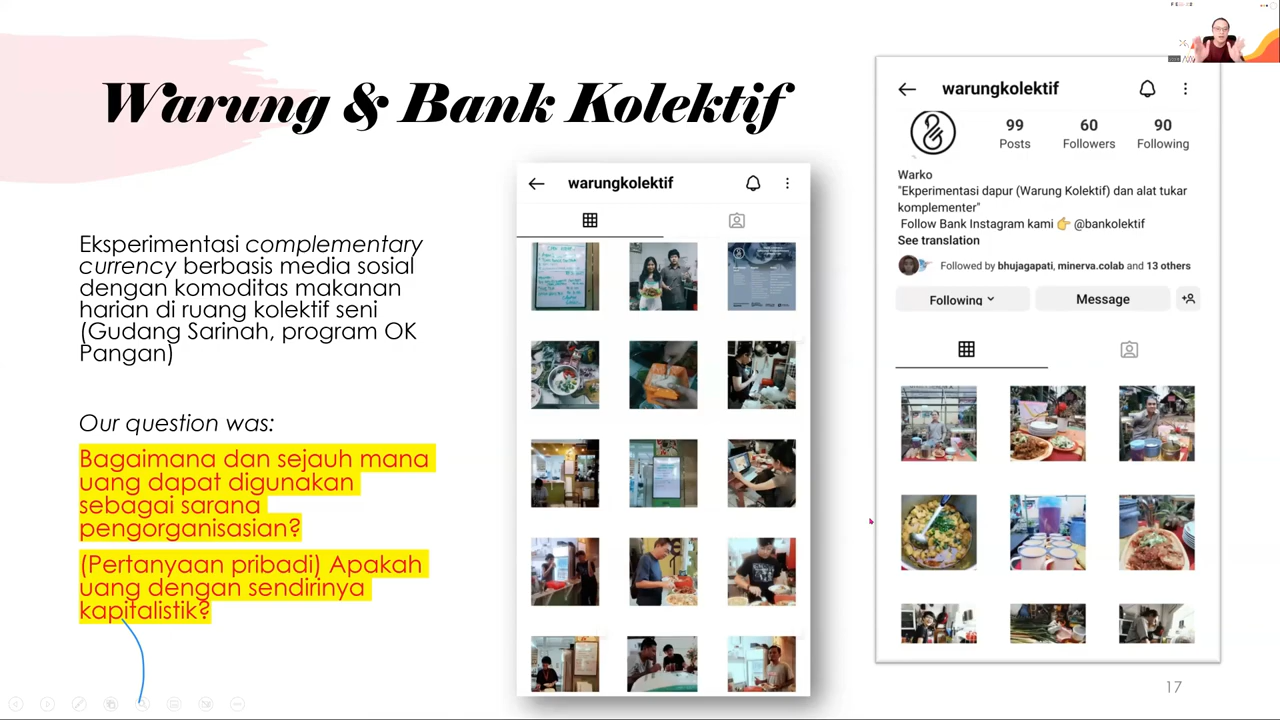 Warung & Bank Kolektif
Eksperimentasi complementary
currency berbasis media sosial
dengan komoditas makanan
harian di ruang kolektif seni
(Gudang Sarinah, program OK
Pangan)
Our question was:
Bagaimana dan sejauh mana
uang dapat digunakan
sebagai sarana
pengorganisasian?
(Pertanyaan pribadi) Apakah
uang dengan sendirinya
kapitalistik?
warungkolektif
warungkolektif
99 60 90
Posts Followers Following
Warko
"Ekperimentasi dapur (Warung Kolektif) dan alat tukar
komplementer"
Follow Bank Instagram kami 👉 @bankolektif
See translation
Followed by bhujagapati, minerva.colab and 13 others
Following Message
17